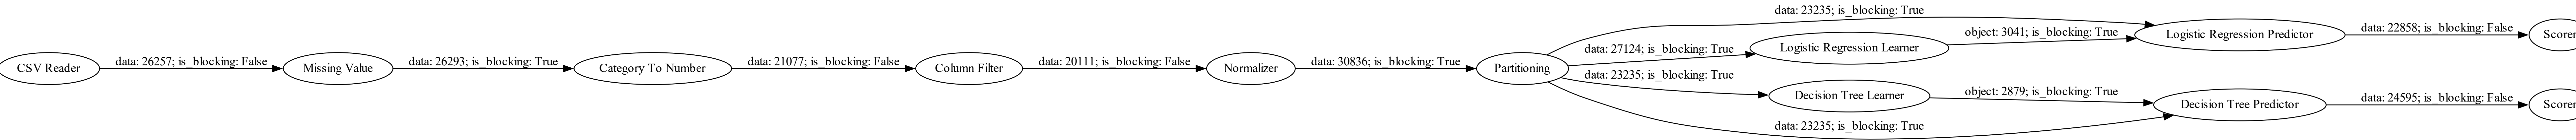 CSV Reader
data: 26257; is_blocking: False
Missing Value
data: 26293; is_blocking: True
Category To Number
data: 21077; is_blocking: False
Column Filter
data: 20111; is_blocking: False
Normalizer
data: 30836; is_blocking: True
Partitioning
data: 23235; is_blocking: True
data: 27124; is_blocking: True
Logistic Regression Learner
object: 3041; is_blocking: True
Logistic Regression Predictor
data: 22858; is_blocking: False
Scorer
data: 23235; is_blocking: True
Decision Tree Learner
object: 2879; is_blocking: True
Decision Tree Predictor
data: 24595; is_blocking: False
Scorer
data: 23235; is_blocking: True